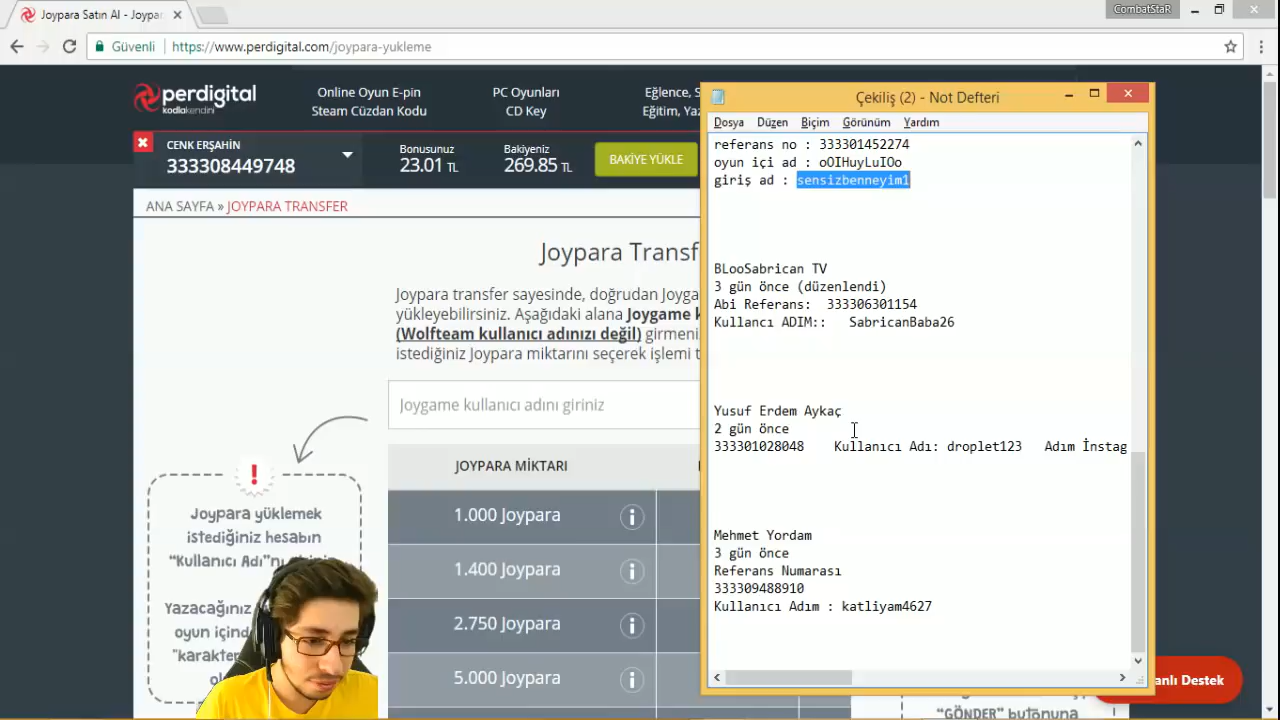 Joypara Satın Al - Joypar
CombatStaR
Güvenli
https://www.perdigital.com/joypara-yukleme
perdigital
kodlakendini
Online Oyun E-pin
Steam Cüzdan Kodu
PC Oyunları
CD Key
Eğlence, S
Eğitim, Yaz
CENK ERŞAHİN
333308449748
Bonusunuz
23.01 TL
Bakiyeniz
269.85 TL
BAKİYE YÜKLE
ANA SAYFA » JOYPARA TRANSFER
Joypara Transf
Joypara transfer sayesinde, doğrudan Joyga
yükleyebilirsiniz. Aşağıdaki alana Joygame k
(Wolfteam kullanıcı adınızı değil) girmeni
istediğiniz Joypara miktarını seçerek işlemi t
Joygame kullanıcı adını giriniz
JOYPARA MİKTARI
1.000 Joypara
1.400 Joypara
2.750 Joypara
5.000 Joypara
!
Joypara yüklemek
istediğiniz hesabın
Yazacağınız
oyun içind
"karakte
Çekiliş (2) - Not Defteri
Dosya Düzen Biçim Görünüm Yardım
referans no : 333301452274
oyun içi ad : oOIHuyLuIOo
giriş ad : sensizbenneyim1
BLooSabrican TV
3 gün önce (düzenlendi)
Abi Referans: 333306301154
Kullancı ADIM:: SabricanBaba26
Yusuf Erdem Aykaç
2 gün önce
333301028048 Kullanıcı Adı: droplet123 Adım İnstag
Mehmet Yordam
3 gün önce
Referans Numarası
333309488910
Kullanıcı Adım : katliyam4627
anlı Destek
"GÖNDER" butonuna